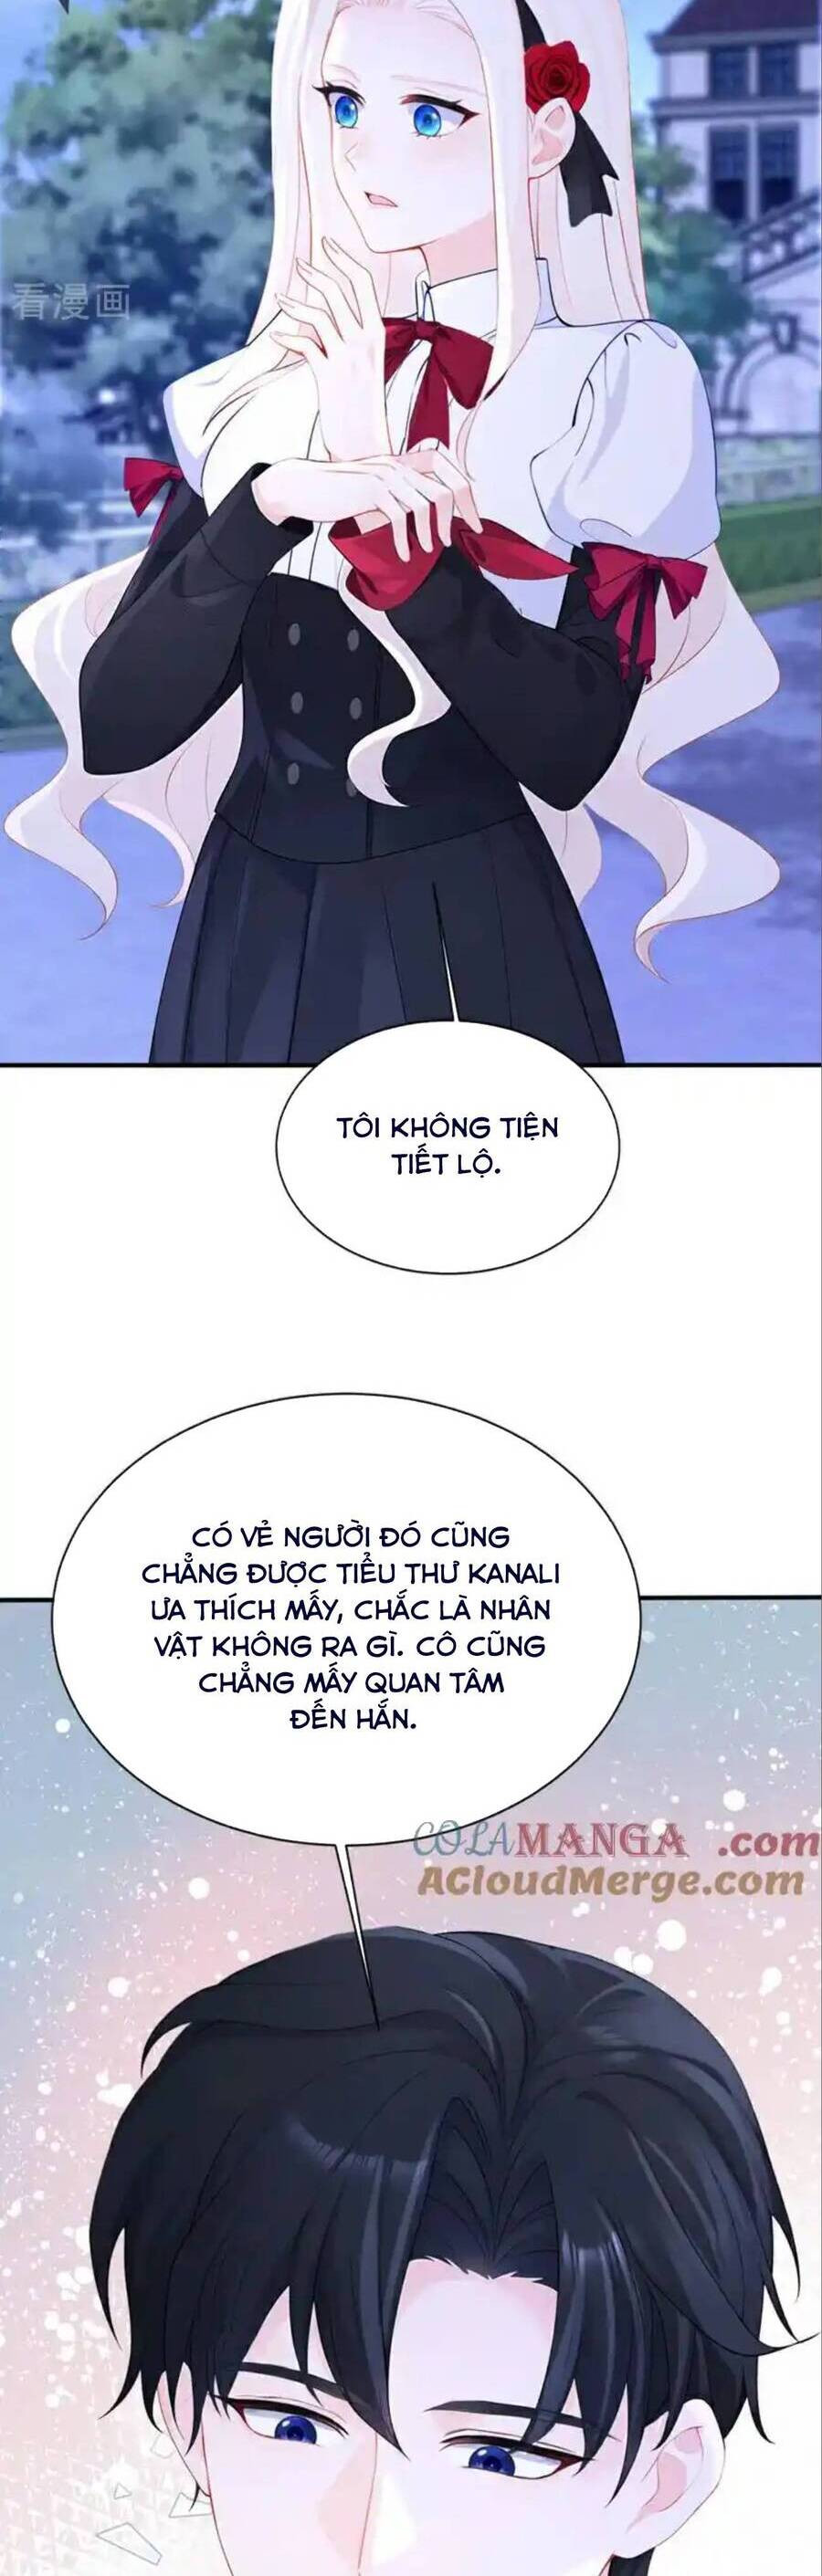 看漫画
TÔI KHÔNG TIỆN
TIẾT LỘ.
CÓ VẺ NGƯỜI ĐÓ CŨNG
CHẲNG ĐƯỢC TIỂU THƯ KANALI
ƯA THÍCH MẤY, CHẮC LÀ NHÂN
VẬT KHÔNG RA GÌ. CÔ CŨNG
CHẲNG MẤY QUAN TÂM
ĐẾN HẮN.
COLAMANGA.com
ACloudMerge.com